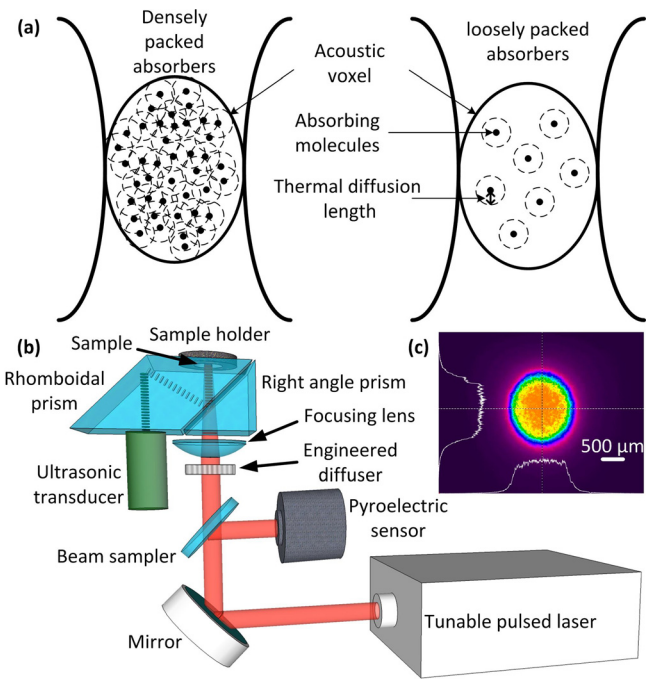 (a)
Densely
packed
absorbers
Acoustic
voxel
loosely packed
absorbers
Absorbing
molecules
Thermal diffusion
length
(b)
Sample holder
Sample
Rhomboidal
prism
Right angle prism
Focusing lens
Engineered
diffuser
Ultrasonic
transducer
Pyroelectric
sensor
Beam sampler
Mirror
Tunable pulsed laser
(c)
500 µm